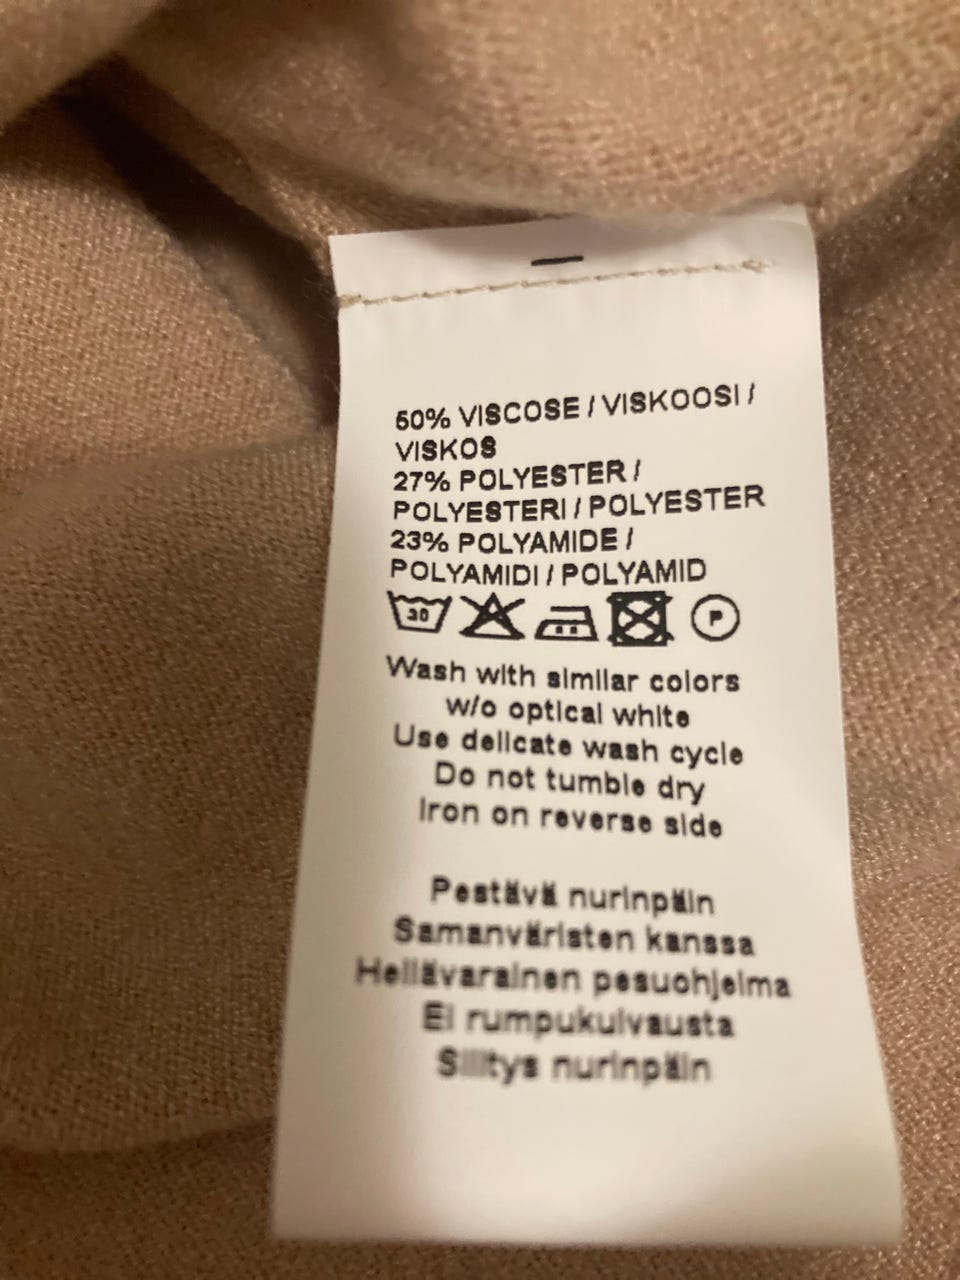 50% VISCOSE / VISKOOSI /
VISKOS
27% POLYESTER /
POLYESTERI / POLYESTER
23% POLYAMIDE /
POLYAMIDI / POLYAMID
30 P
Wash with similar colors
w/o optical white
Use delicate wash cycle
Do not tumble dry
Iron on reverse side
Pestävä nurinpäin
Samanväristen kanssa
Hellävarainen pesuohjelma
Ei rumpukuivausta
Silitys nurinpäin